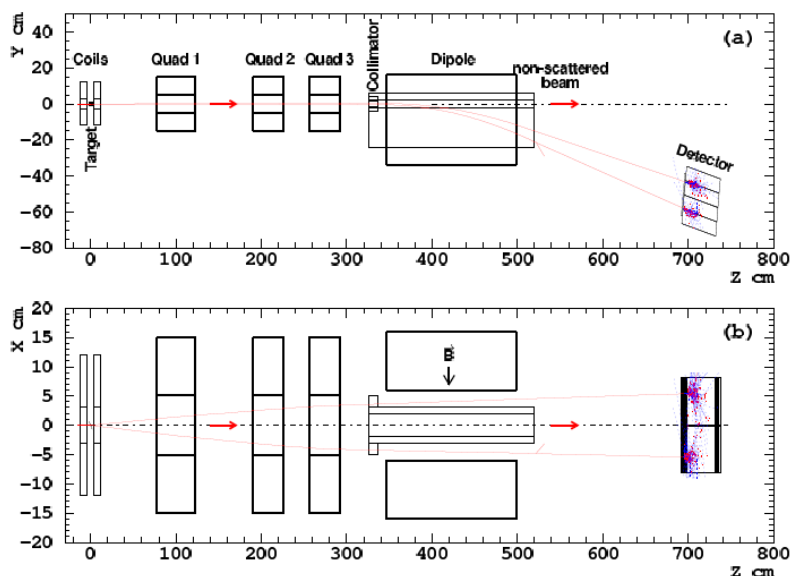 Y cm
40
20
0
−20
−40
−60
−80
Coils
Target
Quad 1
Quad 2
Quad 3
Collimator
Dipole
non-scattered
beam
(a)
Detector
0
100
200
300
400
500
600
700
800
Z cm
X cm
20
15
10
5
0
−5
−10
−15
−20
B
(b)
0
100
200
300
400
500
600
700
800
Z cm